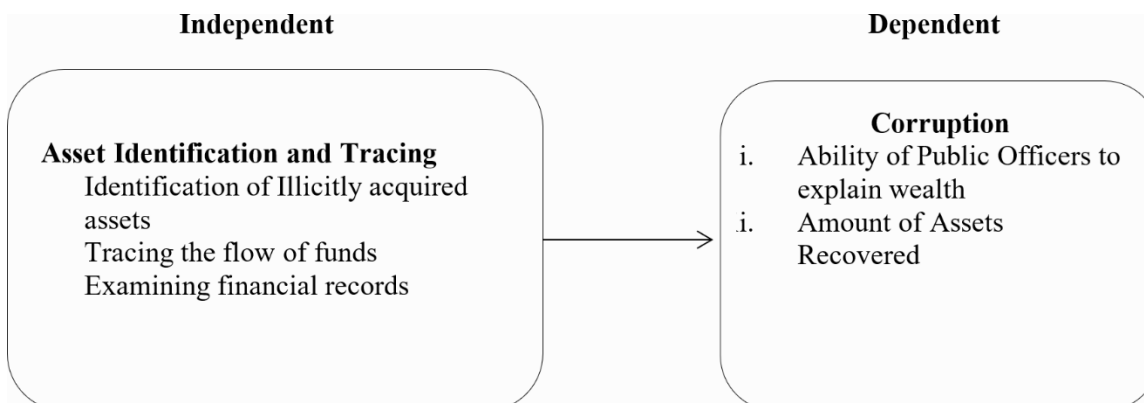 Independent
Dependent
Asset Identification and Tracing
Identification of Illicitly acquired
assets
Tracing the flow of funds
Examining financial records
Corruption
i. Ability of Public Officers to
explain wealth
.i. Amount of Assets
Recovered